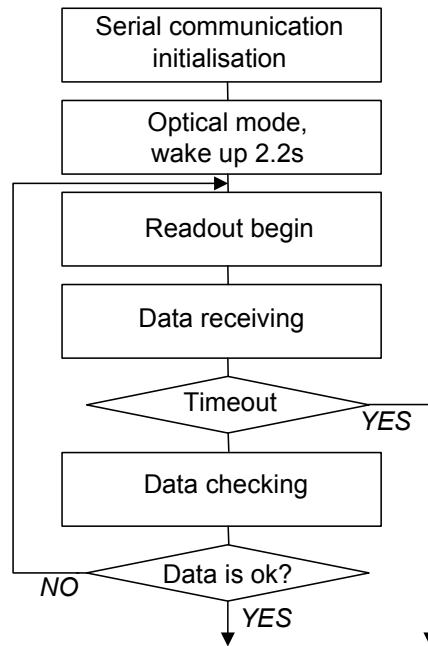 Serial communication
initialisation
Optical mode,
wake up 2.2s
Readout begin
Data receiving
Timeout
YES
Data checking
Data is ok?
NO
YES